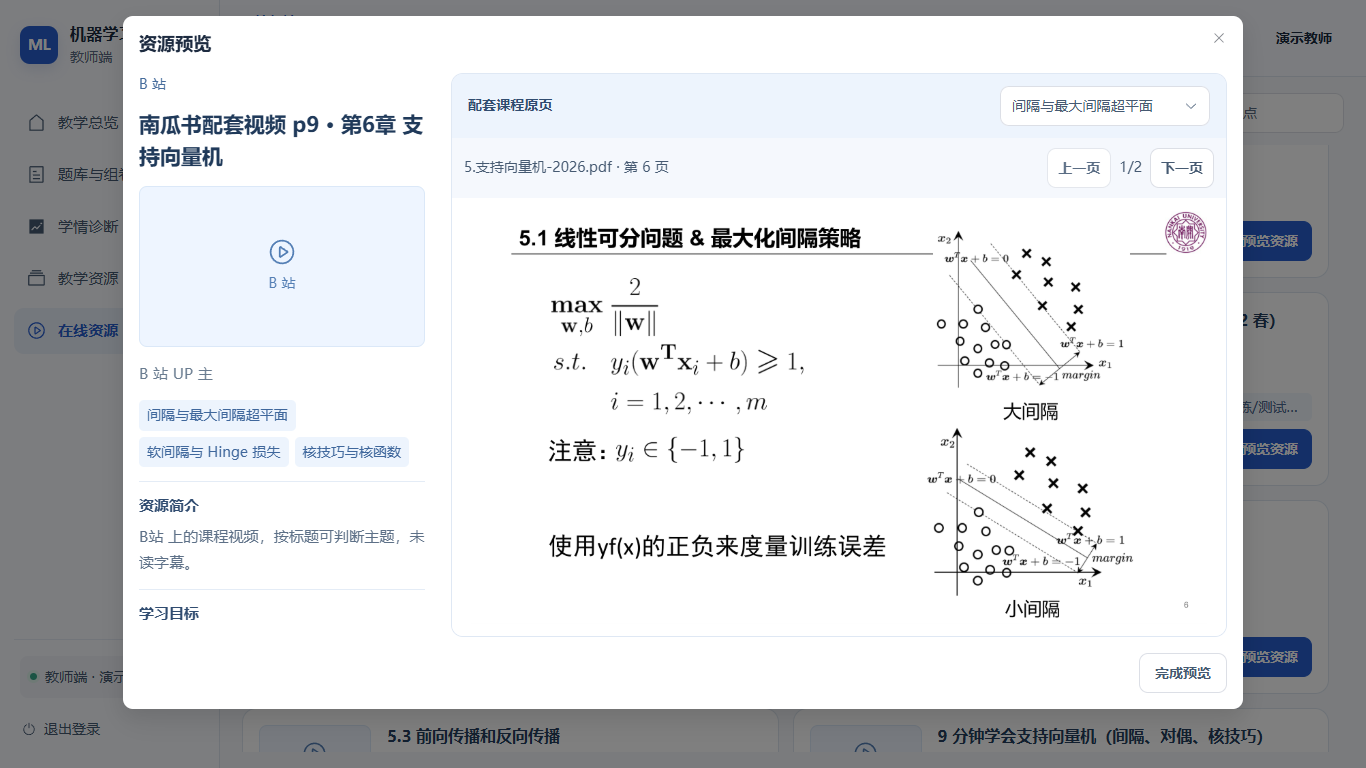 ML
机器学
教师端
教学总览
题库与组
学情诊断
教学资源
在线资源
教师端 · 演示
退出登录
演示教师
点
预览资源
2 春)
练/测试...
预览资源
预览资源
5.3 前向传播和反向传播
9 分钟学会支持向量机（间隔、对偶、核技巧）
资源预览
B 站
南瓜书配套视频 p9 • 第6章 支
持向量机
B 站
B 站 UP 主
间隔与最大间隔超平面
软间隔与 Hinge 损失
核技巧与核函数
资源简介
B站 上的课程视频，按标题可判断主题，未
读字幕。
学习目标
配套课程原页
间隔与最大间隔超平面
5.支持向量机-2026.pdf · 第 6 页
上一页
1/2
下一页
5.1 线性可分问题 & 最大化间隔策略
max 2
w,b ‖w‖
s.t. yᵢ(wᵀxᵢ + b) ⩾ 1,
i = 1, 2, ⋯ , m
注意：yᵢ ∈ {−1, 1}
使用yf(x)的正负来度量训练误差
x₂
wᵀx + b = 0
wᵀx + b = 1
x₁
wᵀx + b = −1
margin
大间隔
x₂
wᵀx + b = 0
wᵀx + b = 1
wᵀx + b = −1
margin
x₁
小间隔
6
完成预览